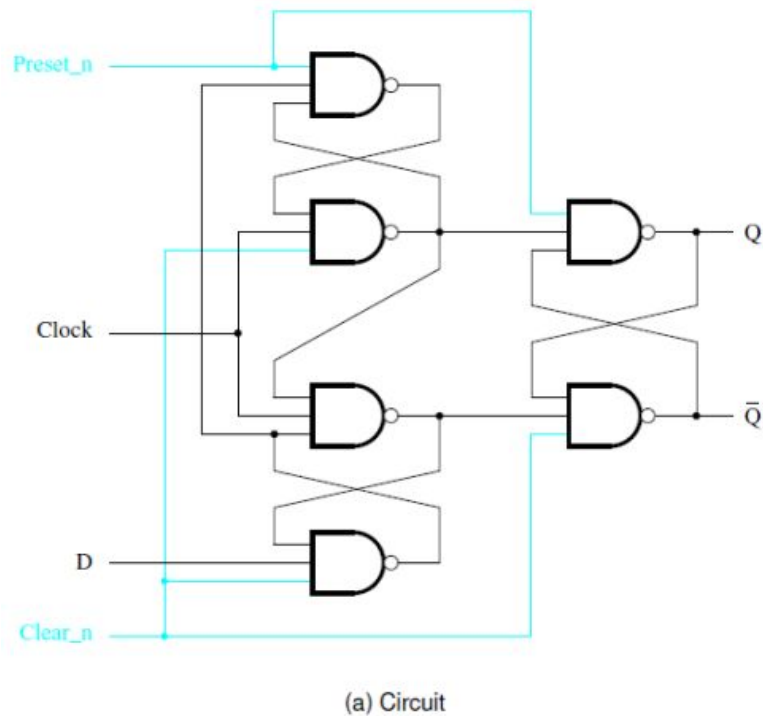 Preset_n
Q
Clock
Q̅
D
Clear_n
(a) Circuit